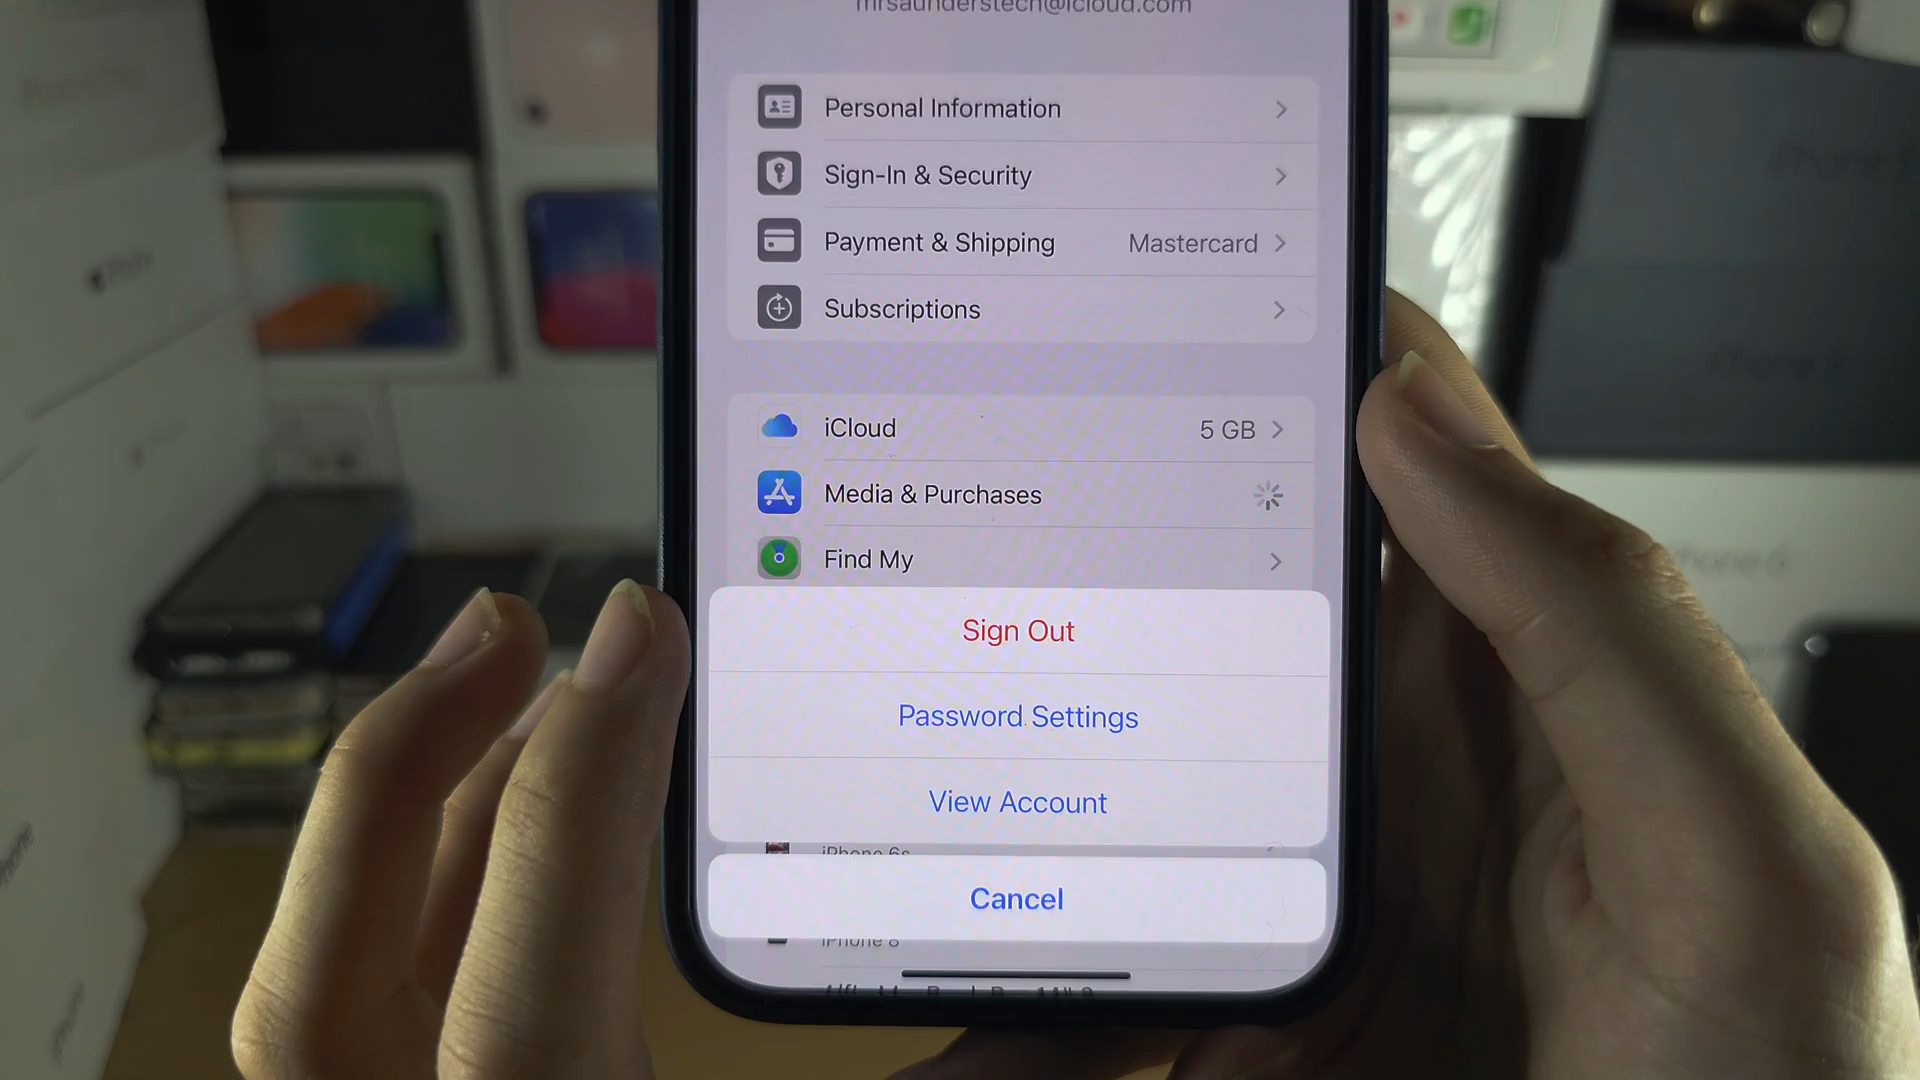 mrsaunderstech@icloud.com
Personal Information
Sign-In & Security
Payment & Shipping Mastercard
Subscriptions
iCloud 5 GB
Media & Purchases
Find My
Sign Out
Password Settings
View Account
iPhone 6s
Cancel
iPhone 8